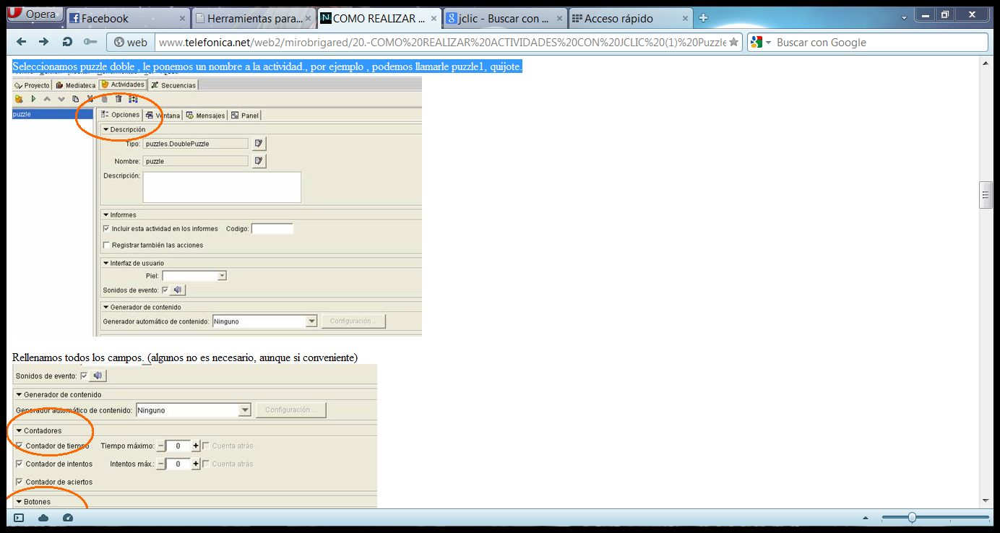 Opera
Facebook
Herramientas para...
COMO REALIZAR ...
jclic - Buscar con ...
Acceso rápido
web
www.telefonica.net/web2/mirobrigared/20.-COMO%20REALIZAR%20ACTIVIDADES%20CON%20JCLIC%20(1)%20Puzzle
Buscar con Google
Seleccionamos puzzle doble , le ponemos un nombre a la actividad., por ejemplo , podemos llamarle puzzle1, quijote.
Proyecto Mediateca Actividades Secuencias
puzzle
Opciones Ventana Mensajes Panel
Descripción
Tipo: puzzles.DoublePuzzle
Nombre: puzzle
Descripción:
Informes
Incluir esta actividad en los informes Codigo:
Registrar también las acciones
Interfaz de usuario
Piel:
Sonidos de evento:
Generador de contenido
Generador automático de contenido: Ninguno Configuración...
Rellenamos todos los campos. (algunos no es necesario, aunque si conveniente)
Sonidos de evento:
Generador de contenido
Generador automático de contenido: Ninguno Configuración...
Contadores
Contador de tiempo Tiempo máximo: 0 Cuenta atrás
Contador de intentos Intentos máx.: 0 Cuenta atrás
Contador de aciertos
Botones